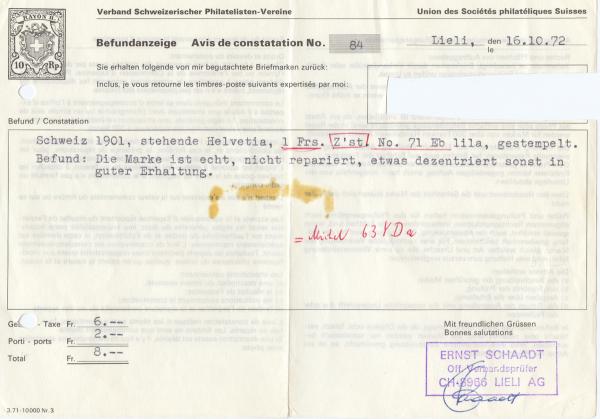 Verband Schweizerischer Philatelisten-Vereine
Union des Sociétés philatéliques Suisses
RAYON II.
10 Rp.
Befundanzeige Avis de constatation No. 84
Lieli, den 16.10.72
le
Sie erhalten folgende von mir begutachtete Briefmarken zurück:
Inclus, je vous retourne les timbres-poste suivants expertisés par moi:
Befund / Constatation
Schweiz 1901, stehende Helvetia, 1 Frs. Z'st. No. 71 Eb lila, gestempelt.
Befund: Die Marke ist echt, nicht repariert, etwas dezentriert sonst in
guter Erhaltung.
= Michel 63 Y D a
- Taxe Fr. 6.--
Porti - ports Fr. 2.--
Total Fr. 8.--
Mit freundlichen Grüssen
Bonnes salutations
ERNST SCHAADT
Off. Verbandsprüfer
CH-8966 LIELI AG
Schaadt
3.71-10000 Nr. 3